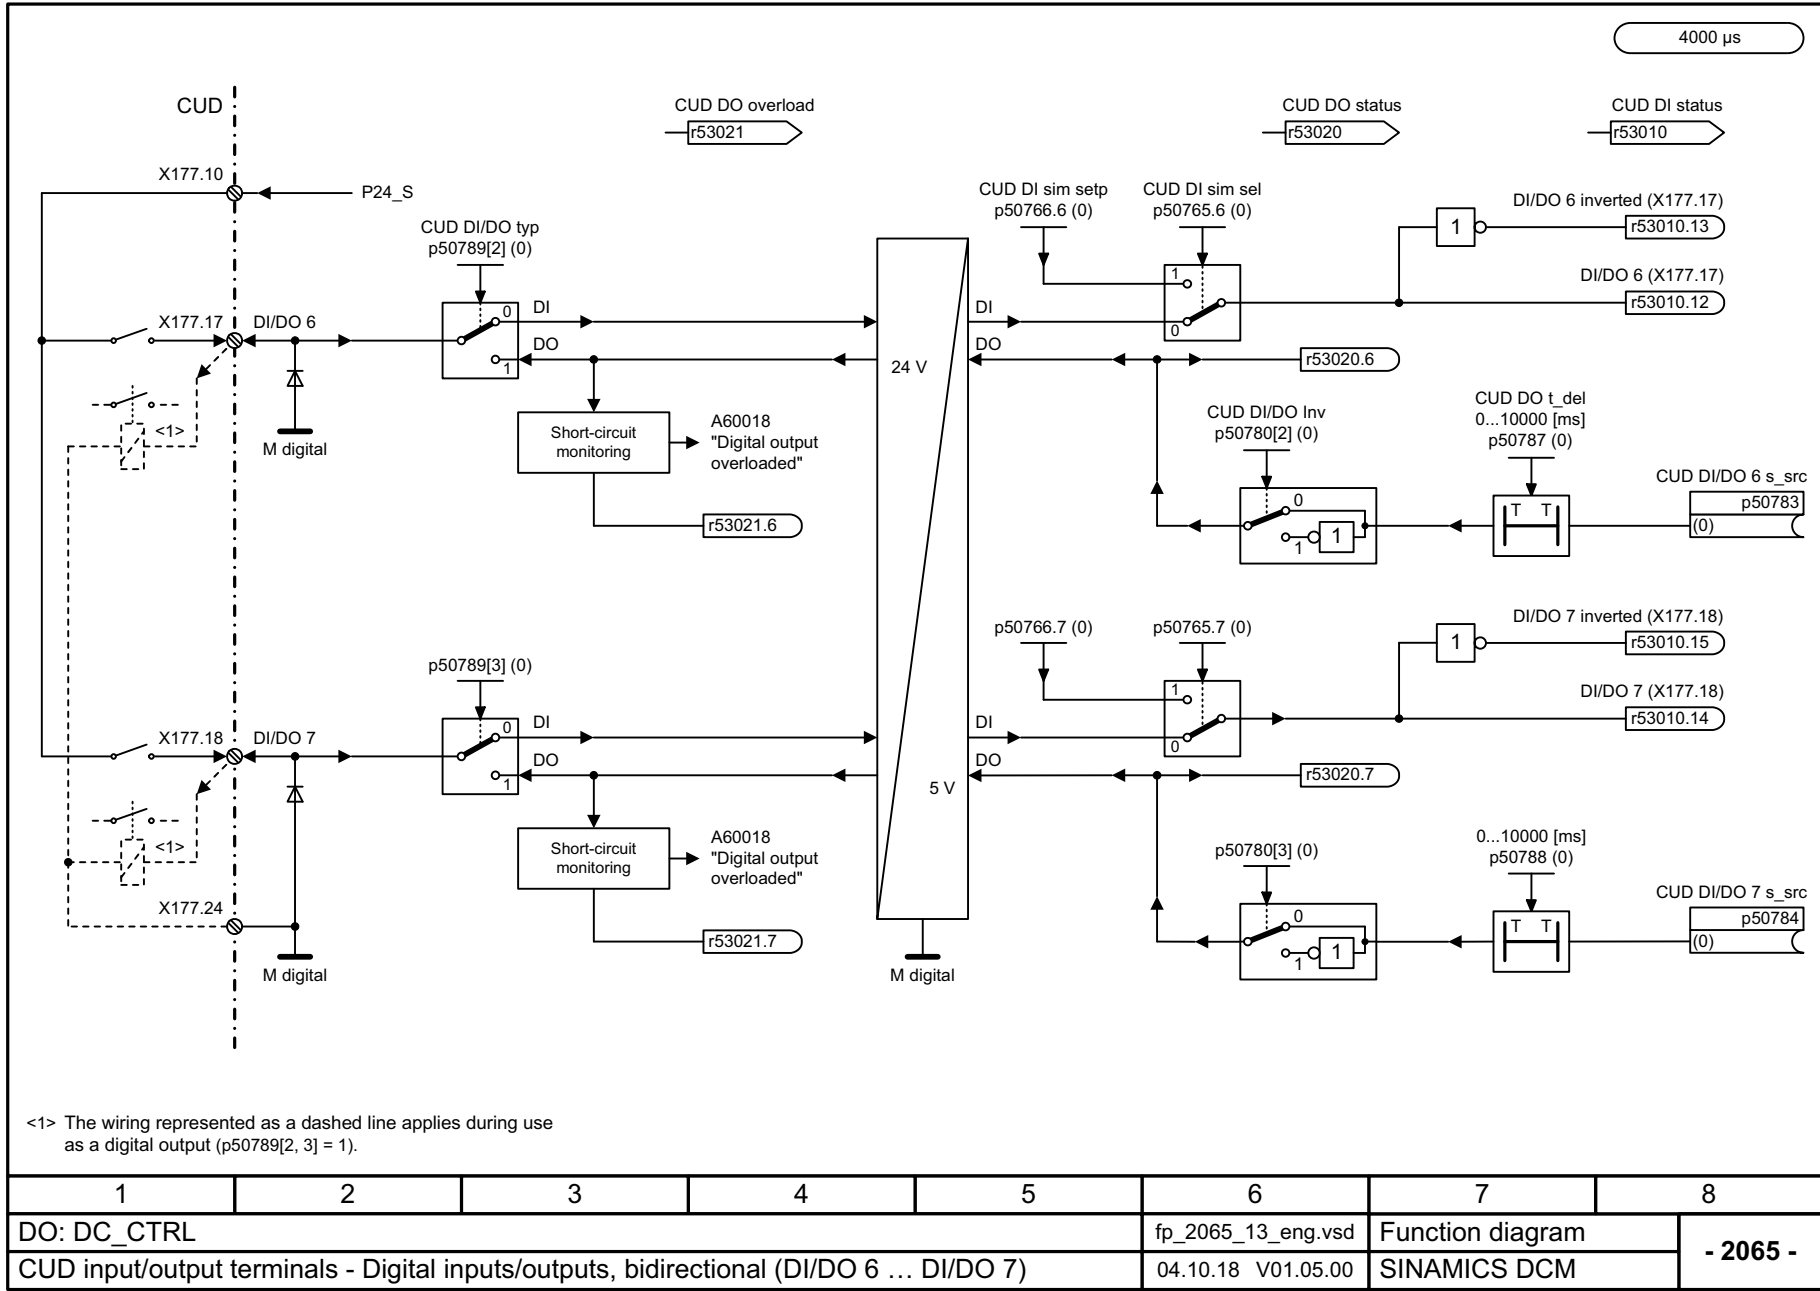 4000 µs
CUD
CUD DO overload
r53021
CUD DO status
r53020
CUD DI status
r53010
X177.10
P24_S
CUD DI/DO typ
p50789[2] (0)
CUD DI sim setp
p50766.6 (0)
CUD DI sim sel
p50765.6 (0)
DI/DO 6 inverted (X177.17)
1
r53010.13
DI/DO 6 (X177.17)
r53010.12
X177.17
DI/DO 6
0
1
DI
DO
24 V
DI
DO
1
0
r53020.6
<1>
M digital
Short-circuit
monitoring
A60018
"Digital output
overloaded"
r53021.6
CUD DI/DO Inv
p50780[2] (0)
0
1
1
CUD DO t_del
0...10000 [ms]
p50787 (0)
T T
CUD DI/DO 6 s_src
p50783
(0)
p50789[3] (0)
p50766.7 (0)
p50765.7 (0)
DI/DO 7 inverted (X177.18)
1
r53010.15
DI/DO 7 (X177.18)
r53010.14
X177.18
DI/DO 7
0
1
DI
DO
5 V
DI
DO
1
0
r53020.7
<1>
X177.24
M digital
Short-circuit
monitoring
A60018
"Digital output
overloaded"
r53021.7
M digital
p50780[3] (0)
0
1
1
0...10000 [ms]
p50788 (0)
T T
CUD DI/DO 7 s_src
p50784
(0)
<1> The wiring represented as a dashed line applies during use
as a digital output (p50789[2, 3] = 1).
1 2 3 4 5 6 7 8
DO: DC_CTRL
fp_2065_13_eng.vsd
Function diagram
- 2065 -
CUD input/output terminals - Digital inputs/outputs, bidirectional (DI/DO 6 … DI/DO 7)
04.10.18 V01.05.00
SINAMICS DCM